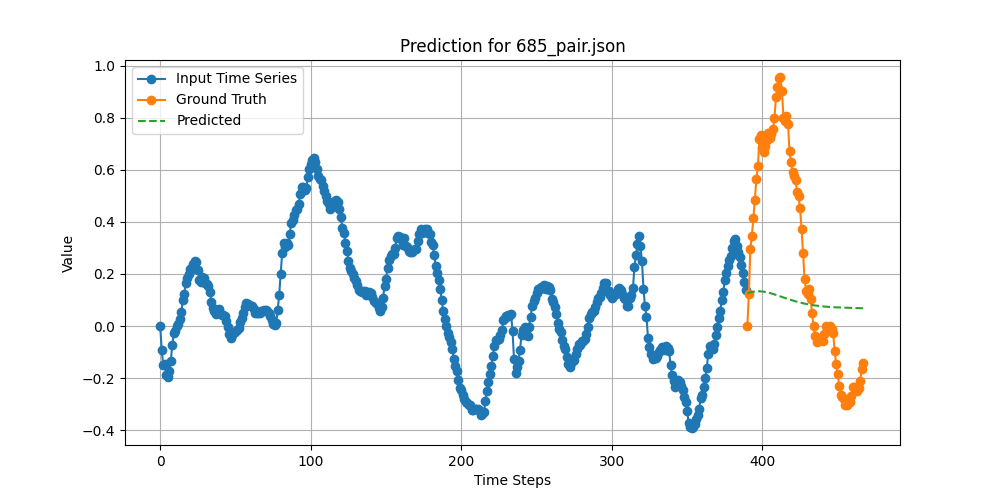 Prediction for 685_pair.json
Input Time Series
Ground Truth
Predicted
1.0
0.8
0.6
0.4
0.2
0.0
−0.2
−0.4
Value
0
100
200
300
400
Time Steps